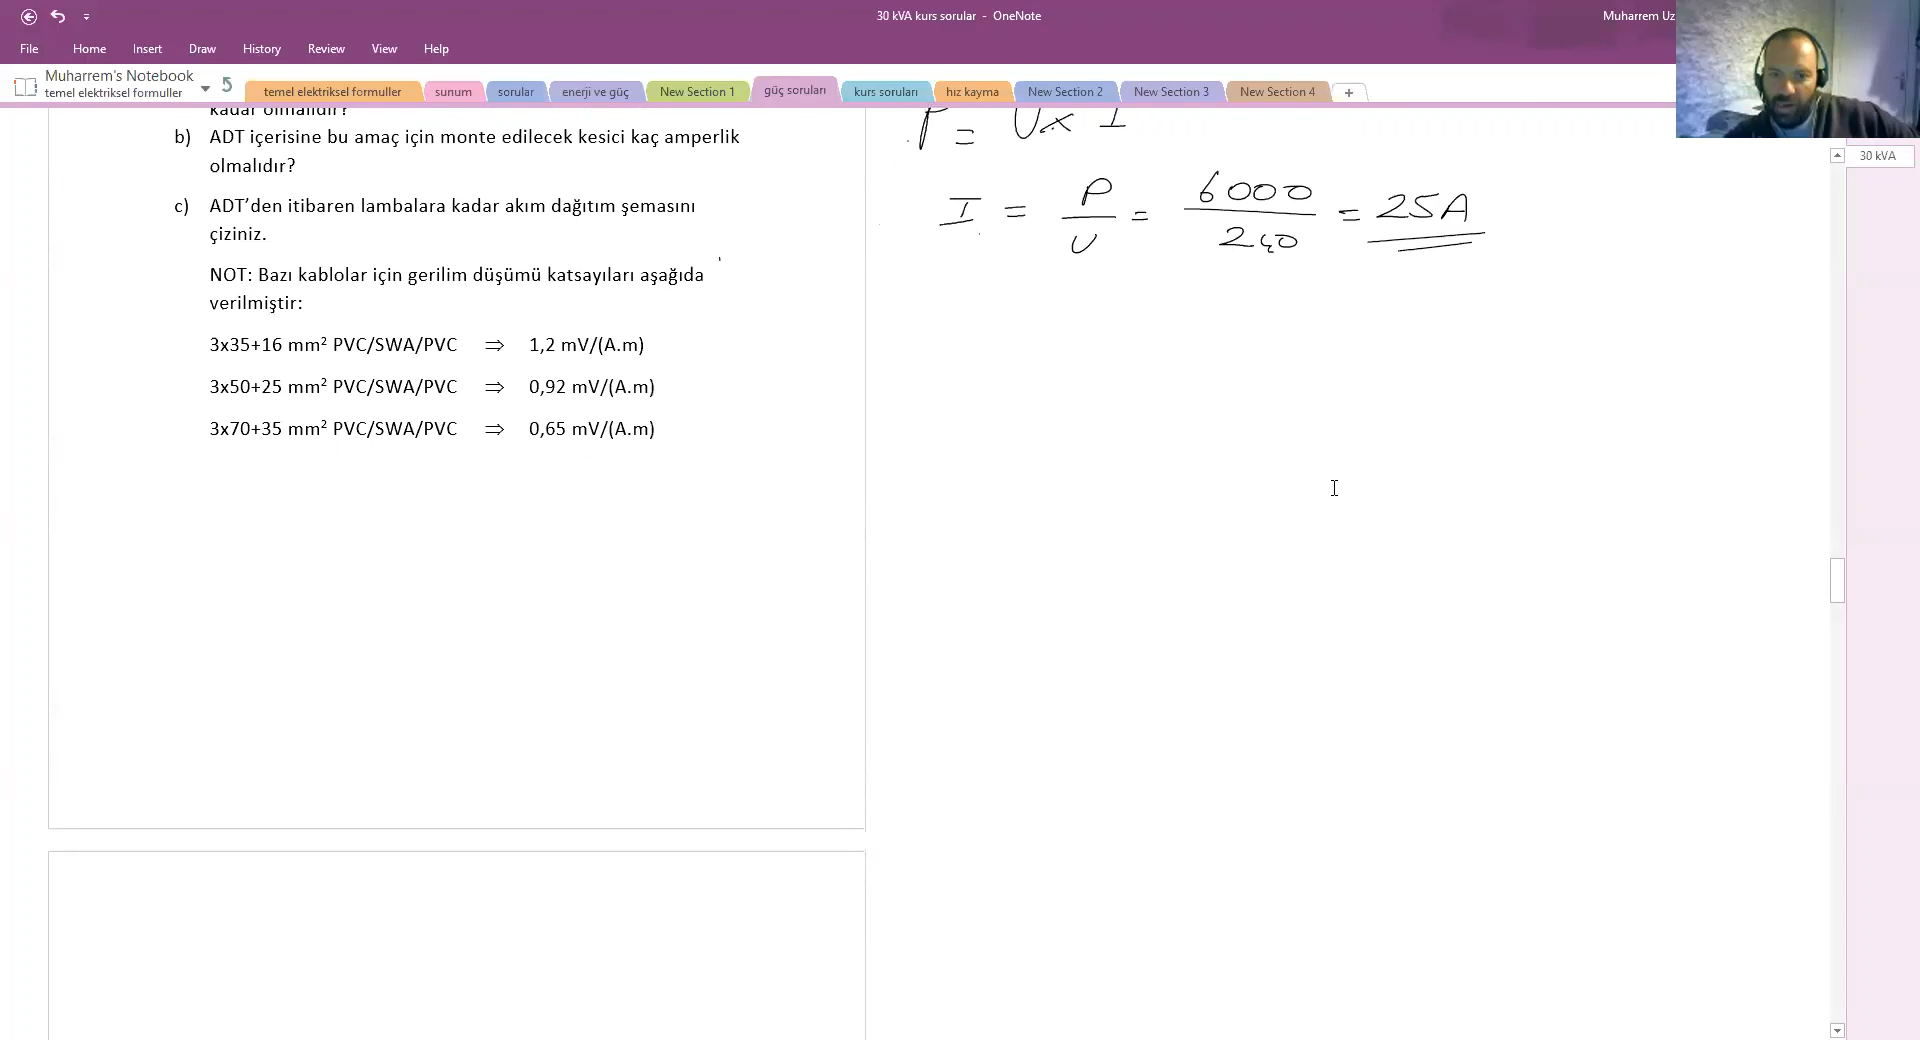 30 kVA kurs sorular - OneNote
Muharrem Uz
File Home Insert Draw History Review View Help
Muharrem's Notebook
temel elektriksel formuller
temel elektriksel formuller sunum sorular enerji ve güç New Section 1 güç soruları kurs soruları hız kayma New Section 2 New Section 3 New Section 4 +
30 kVA
kadar olmalıdır?
b) ADT içerisine bu amaç için monte edilecek kesici kaç amperlik
olmalıdır?
c) ADT’den itibaren lambalara kadar akım dağıtım şemasını
çiziniz.
NOT: Bazı kablolar için gerilim düşümü katsayıları aşağıda
verilmiştir:
3x35+16 mm² PVC/SWA/PVC ⇒ 1,2 mV/(A.m)
3x50+25 mm² PVC/SWA/PVC ⇒ 0,92 mV/(A.m)
3x70+35 mm² PVC/SWA/PVC ⇒ 0,65 mV/(A.m)
P = U x I
I = P/U = 6000/240 = 25A